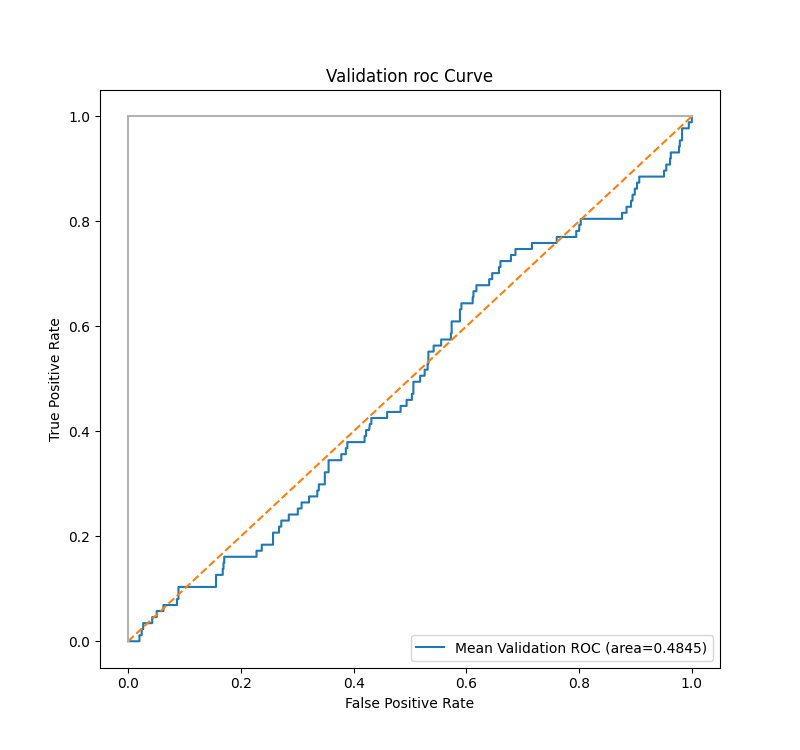 Validation roc Curve
1.0
0.8
0.6
0.4
0.2
0.0
True Positive Rate
Mean Validation ROC (area=0.4845)
0.0 0.2 0.4 0.6 0.8 1.0
False Positive Rate